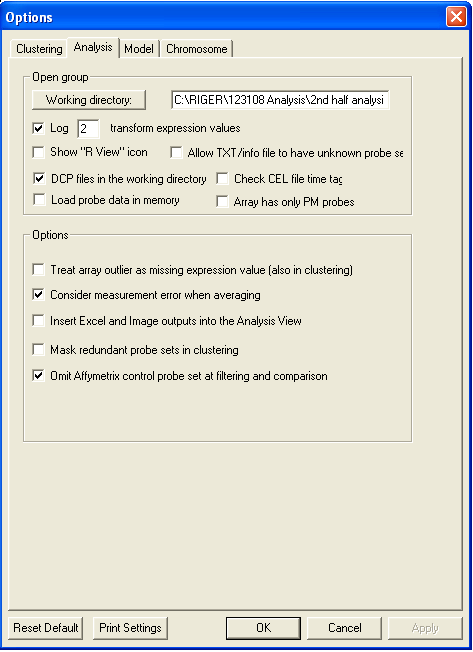 Options
Clustering Analysis Model Chromosome
Open group
Working directory: C:\RIGER\123108 Analysis\2nd half analysi
Log 2 transform expression values
Show "R View" icon Allow TXT/info file to have unknown probe se
DCP files in the working directory Check CEL file time tag
Load probe data in memory Array has only PM probes
Options
Treat array outlier as missing expression value (also in clustering)
Consider measurement error when averaging
Insert Excel and Image outputs into the Analysis View
Mask redundant probe sets in clustering
Omit Affymetrix control probe set at filtering and comparison
Reset Default Print Settings OK Cancel Apply